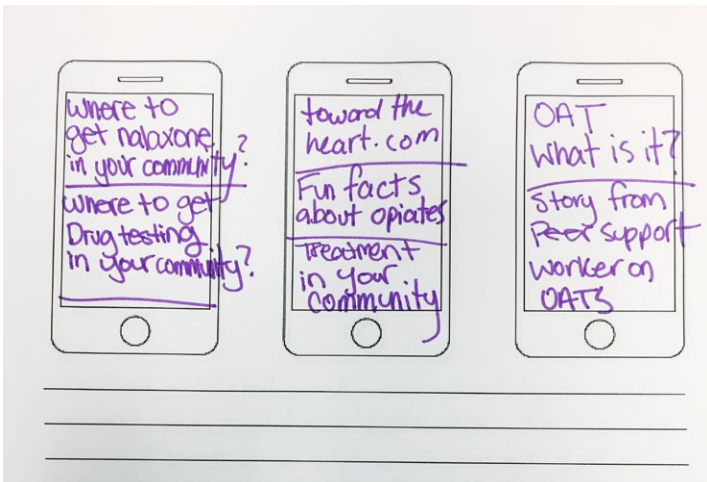 where to
get nalaxone
in your community?
where to get
Drug testing
in your community?
toward the
heart.com
Fun facts
about opiates
Treatment
in your
community
OAT
What is it?
Story from
Peer support
worker on
OATS